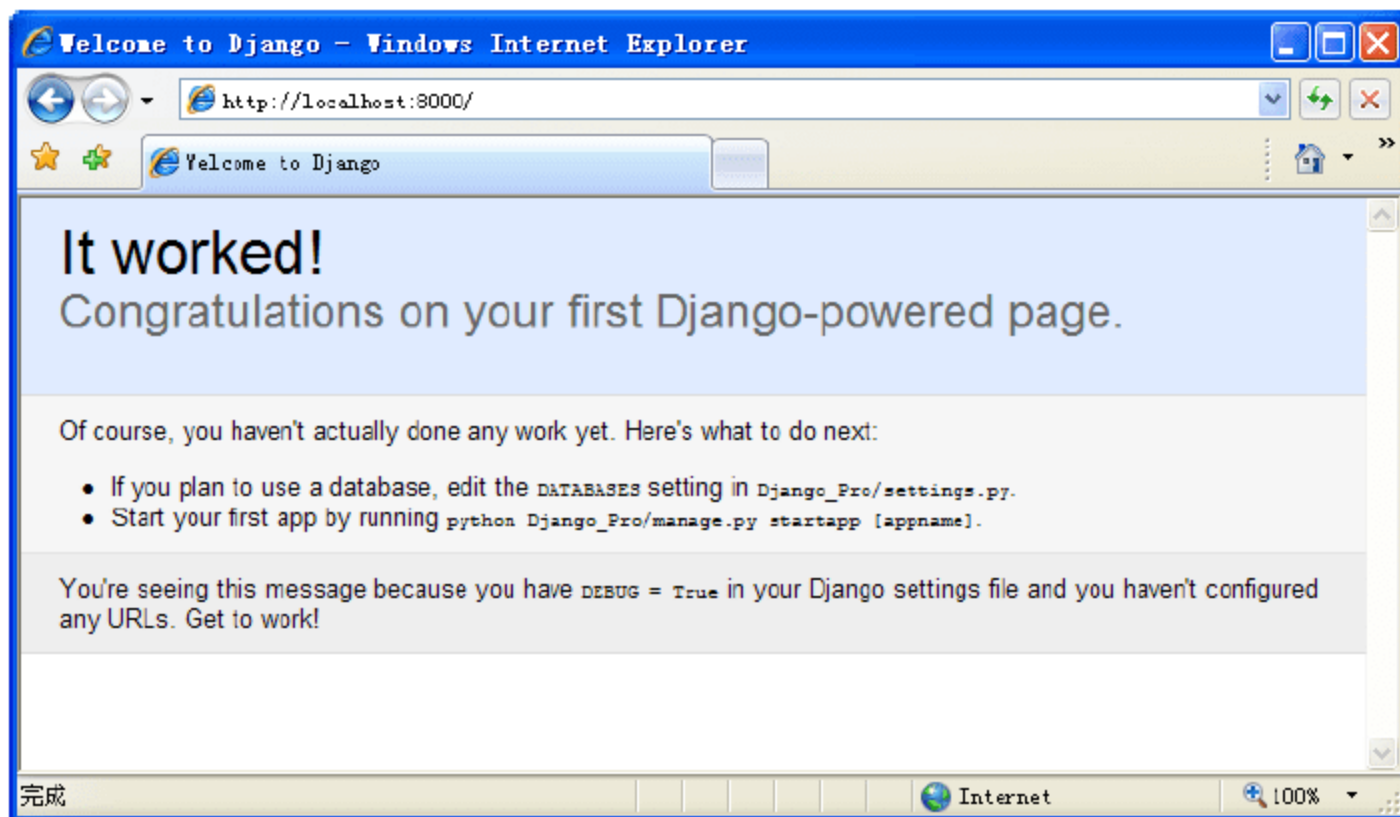 Welcome to Django - Windows Internet Explorer
http://localhost:8000/
Welcome to Django
It worked!
Congratulations on your first Django-powered page.
Of course, you haven't actually done any work yet. Here's what to do next:
• If you plan to use a database, edit the DATABASES setting in Django_Pro/settings.py.
• Start your first app by running python Django_Pro/manage.py startapp [appname].
You're seeing this message because you have DEBUG = True in your Django settings file and you haven't configured
any URLs. Get to work!
完成 Internet 100%